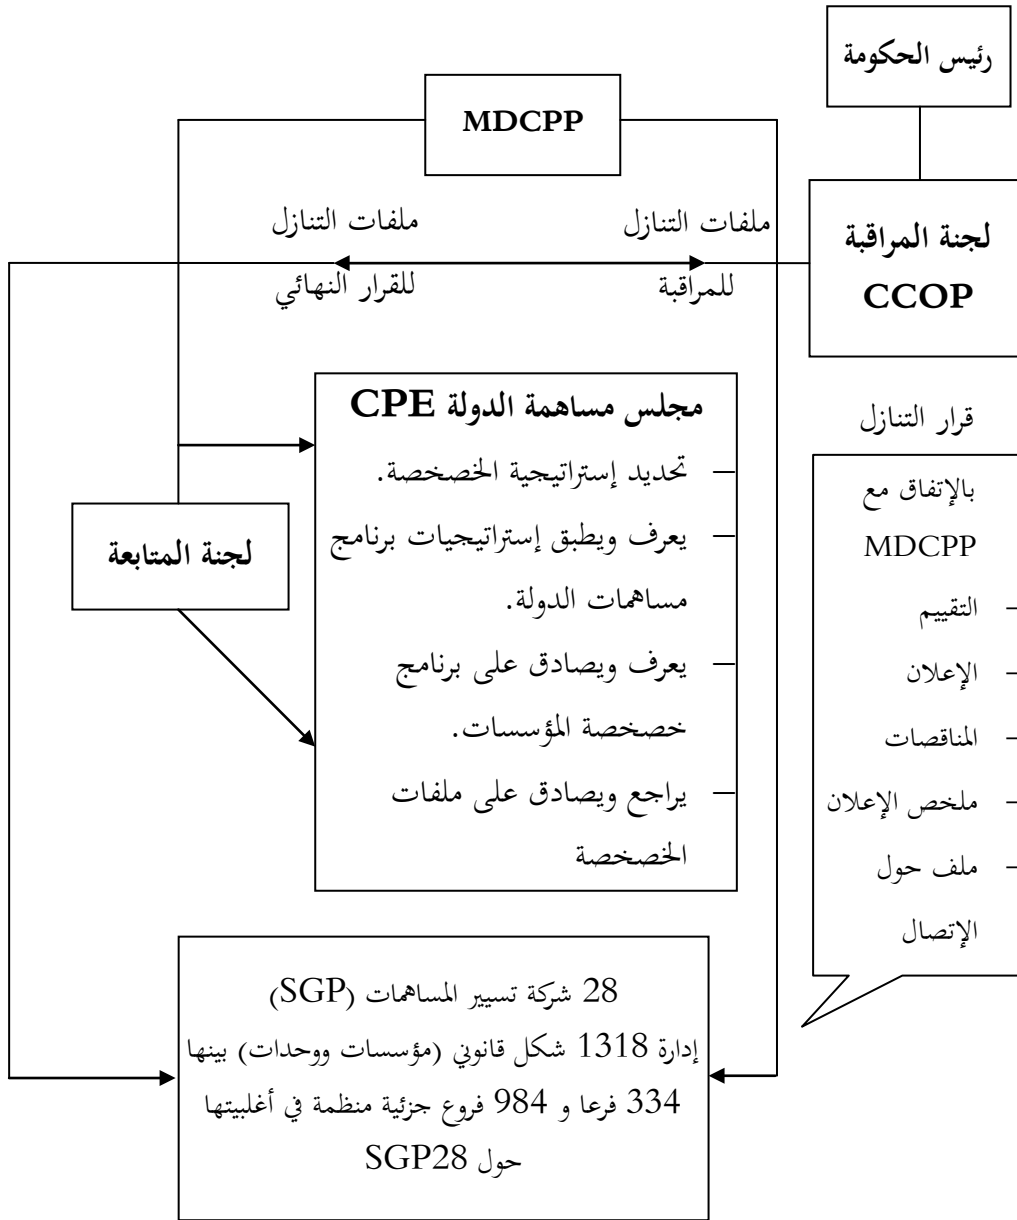 رئيس الحكومة
MDCPP
لجنة المراقبة
CCOP
ملفات التنازل
للمراقبة
ملفات التنازل
للقرار النهائي
مجلس مساهمة الدولة CPE
– تحديد إستراتيجية الخصخصة.
– يعرف ويطبق إستراتيجيات برنامج
مساهمات الدولة.
– يعرف ويصادق على برنامج
خصخصة المؤسسات.
– يراجع ويصادق على ملفات
الخصخصة
لجنة المتابعة
قرار التنازل
بالإتفاق مع
MDCPP
– التقييم
– الإعلان
– المناقصات
– ملخص الإعلان
– ملف حول
الإتصال
28 شركة تسيير المساهمات (SGP)
إدارة 1318 شكل قانوني (مؤسسات ووحدات) بينها
334 فرعا و 984 فروع جزئية منظمة في أغلبيتها
حول SGP28